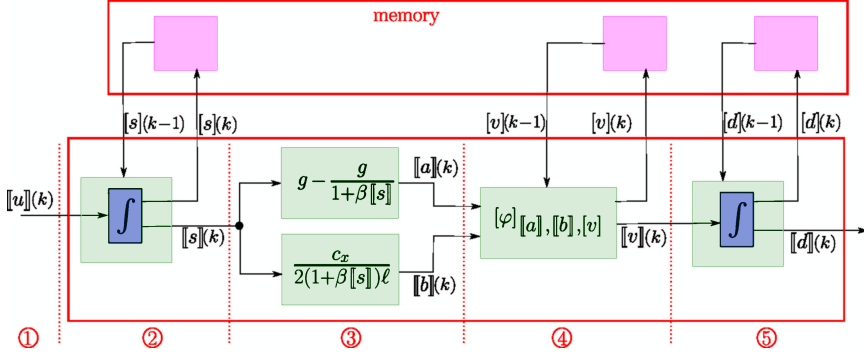 memory
[s](k−1)
[s](k)
[v](k−1)
[v](k)
[d](k−1)
[d](k)
⟦u⟧(k)
∫
⟦s⟧(k)
g − g / 1+β⟦s⟧
⟦a⟧(k)
c_x / 2(1+β⟦s⟧)ℓ
⟦b⟧(k)
[φ]⟦a⟧,⟦b⟧,[v]
⟦v⟧(k)
∫
⟦d⟧(k)
① ② ③ ④ ⑤